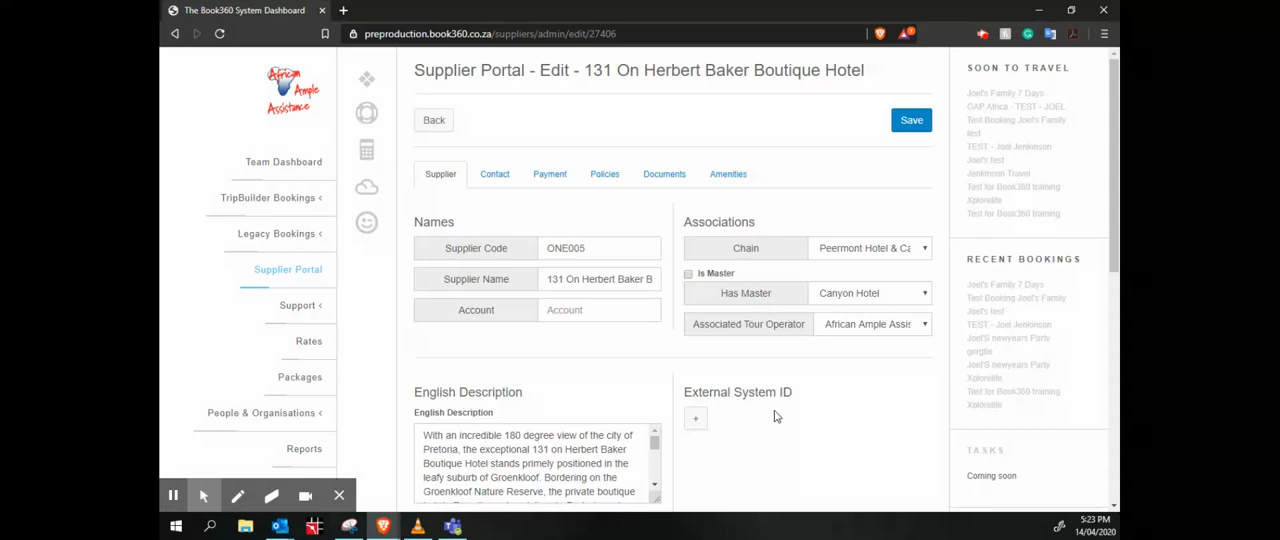 The Book360 System Dashboard
preproduction.book360.co.za/suppliers/admin/edit/27406
African
Ample
Assistance
Team Dashboard
TripBuilder Bookings <
Legacy Bookings <
Supplier Portal
Support <
Rates
Packages
People & Organisations <
Reports
Supplier Portal - Edit - 131 On Herbert Baker Boutique Hotel
Back
Save
Supplier Contact Payment Policies Documents Amenities
Names
Supplier Code ONE005
Supplier Name 131 On Herbert Baker B
Account Account
Associations
Chain Peermont Hotel & Ca
Is Master
Has Master Canyon Hotel
Associated Tour Operator African Ample Assis
English Description
English Description
With an incredible 180 degree view of the city of
Pretoria, the exceptional 131 on Herbert Baker
Boutique Hotel stands primely positioned in the
leafy suburb of Groenkloof. Bordering on the
Groenkloof Nature Reserve, the private boutique
External System ID
+
SOON TO TRAVEL
Joel's Family 7 Days
GAP Africa - TEST - JOEL
Test Booking Joel's Family
test
TEST - Joel Jenkinson
Joel's test
Jenkinson Travel
Test for Book360 training
Xplorelife
Test for Book360 training
RECENT BOOKINGS
Joel's Family 7 Days
Test Booking Joel's Family
Joel's test
TEST - Joel Jenkinson
Joel'S newyears Party
gergtie
Joel'S newyears Party
Xplorelife
Test for Book360 training
Xplorelife
TASKS
Coming soon
5:23 PM
14/04/2020